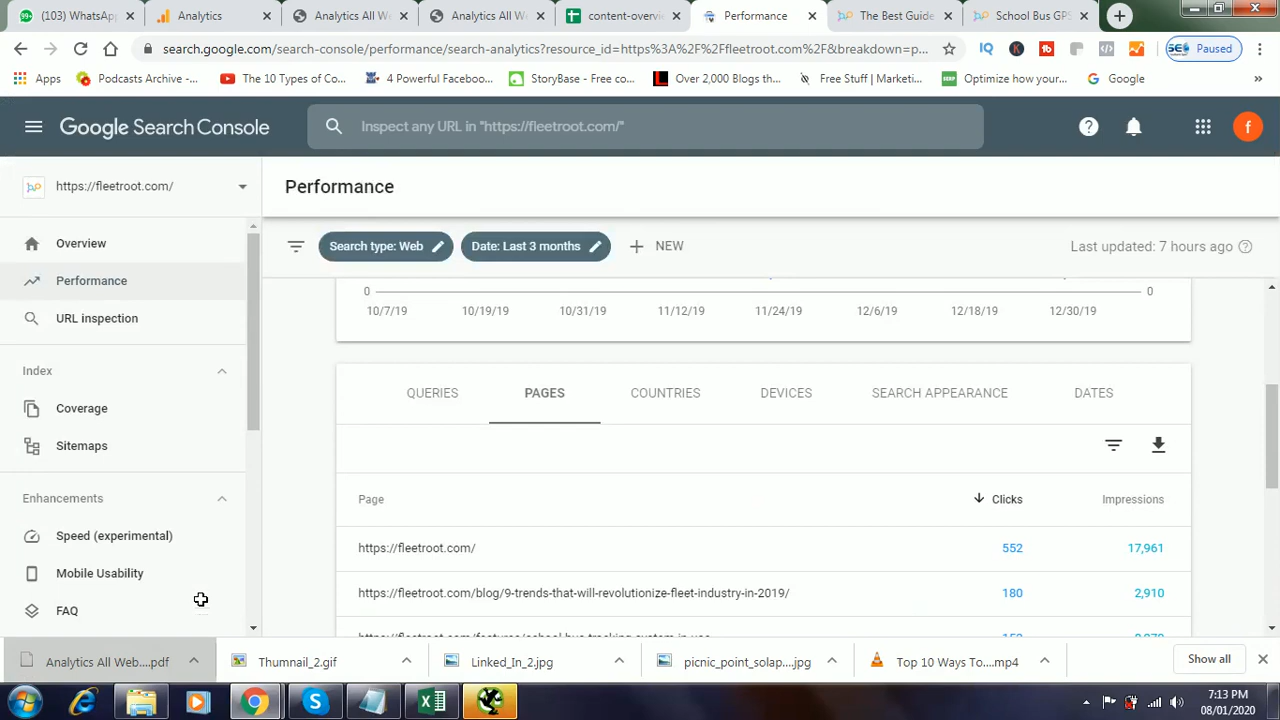 (103) WhatsApp
Analytics
Analytics All W
Analytics All We
content-overvi
Performance
The Best Guide
School Bus GPS
search.google.com/search-console/performance/search-analytics?resource_id=https%3A%2F%2Ffleetroot.com%2F&breakdown=p...
Paused
Apps
Podcasts Archive -...
The 10 Types of Co...
4 Powerful Faceboo...
StoryBase - Free co...
Over 2,000 Blogs th...
Free Stuff | Marketi...
Optimize how your...
Google
Google Search Console
Inspect any URL in "https://fleetroot.com/"
f
https://fleetroot.com/
Performance
Overview
Performance
URL inspection
Index
Coverage
Sitemaps
Enhancements
Speed (experimental)
Mobile Usability
FAQ
Search type: Web
Date: Last 3 months
NEW
Last updated: 7 hours ago
0
0
10/7/19
10/19/19
10/31/19
11/12/19
11/24/19
12/6/19
12/18/19
12/30/19
QUERIES
PAGES
COUNTRIES
DEVICES
SEARCH APPEARANCE
DATES
Page
Clicks
Impressions
https://fleetroot.com/
552
17,961
https://fleetroot.com/blog/9-trends-that-will-revolutionize-fleet-industry-in-2019/
180
2,910
Analytics All Web....pdf
Thumnail_2.gif
Linked_In_2.jpg
picnic_point_solap....jpg
Top 10 Ways To....mp4
Show all
7:13 PM
08/01/2020